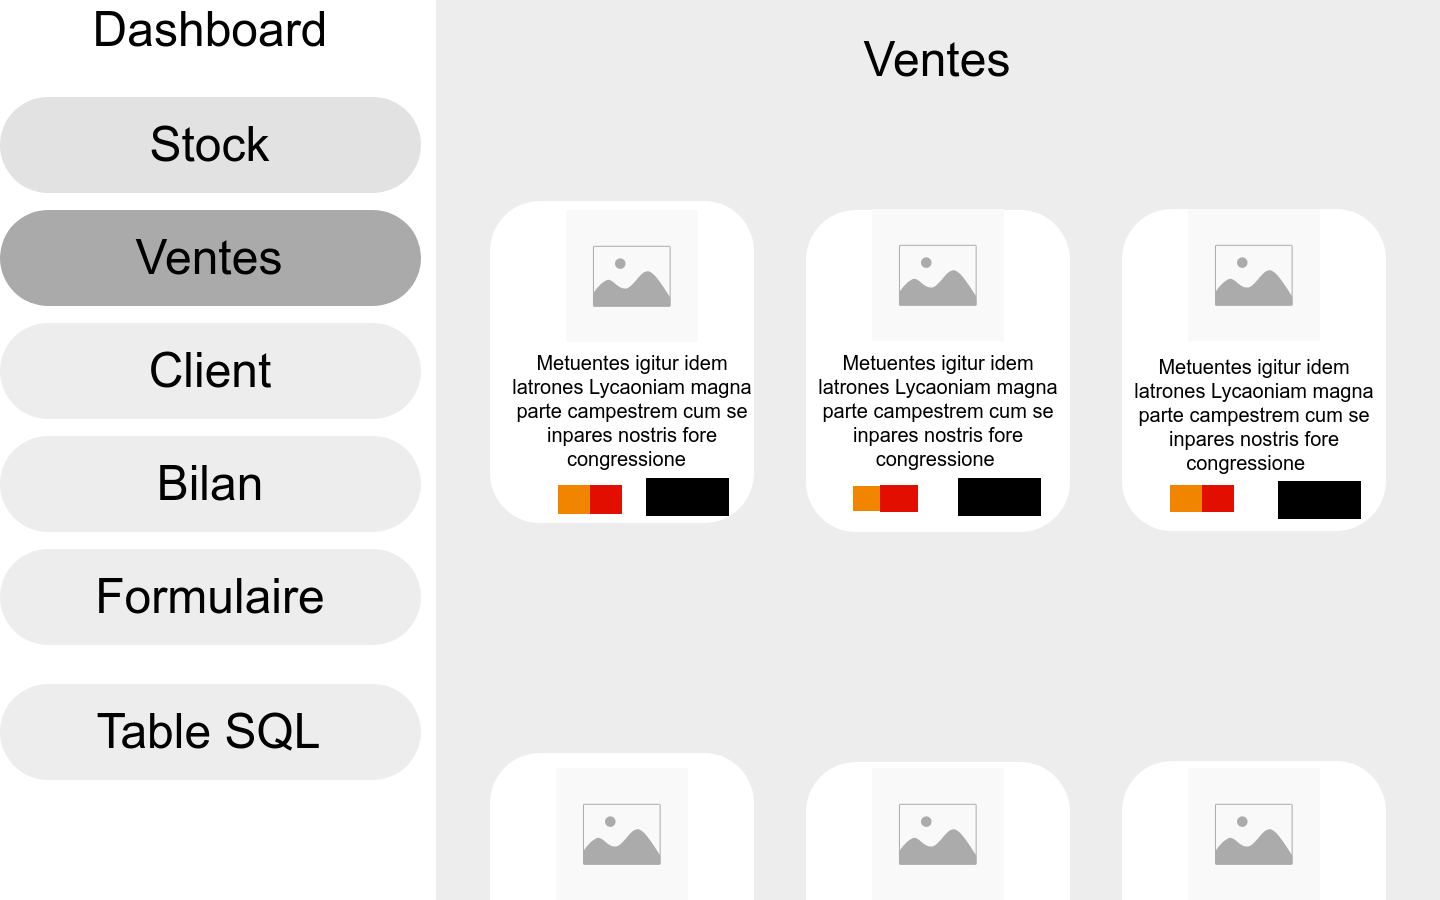 Dashboard
Stock
Ventes
Client
Bilan
Formulaire
Table SQL
Ventes
Metuentes igitur idem
latrones Lycaoniam magna
parte campestrem cum se
inpares nostris fore
congressione
Metuentes igitur idem
latrones Lycaoniam magna
parte campestrem cum se
inpares nostris fore
congressione
Metuentes igitur idem
latrones Lycaoniam magna
parte campestrem cum se
inpares nostris fore
congressione